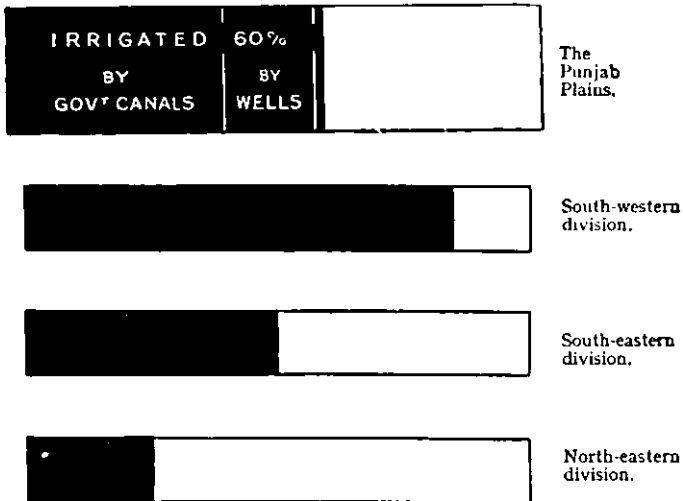 IRRIGATED 60%
BY GOVT CANALS
BY WELLS
The
Punjab
Plains.
South-western
division.
South-eastern
division.
North-eastern
division.